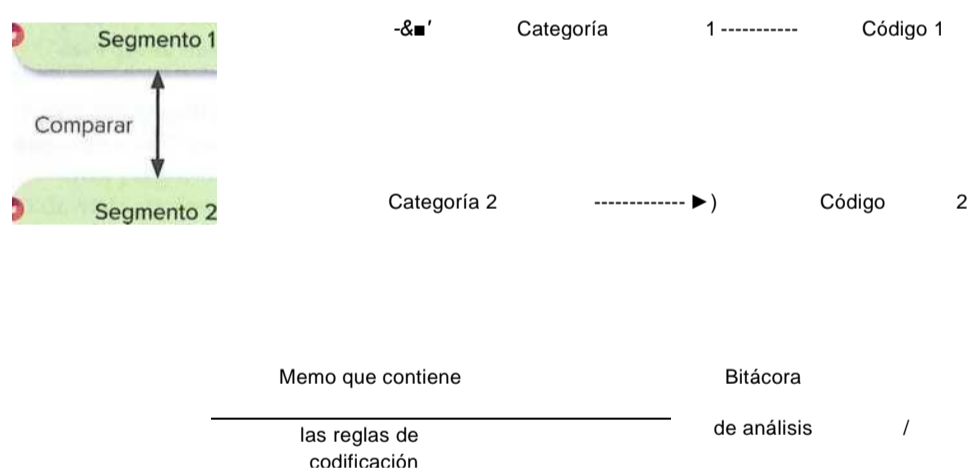 Segmento 1 -&■' Categoría 1 ----------- Código 1
Comparar
Segmento 2 Categoría 2 ------------- ►) Código 2
Memo que contiene Bitácora
las reglas de de análisis /
codificación